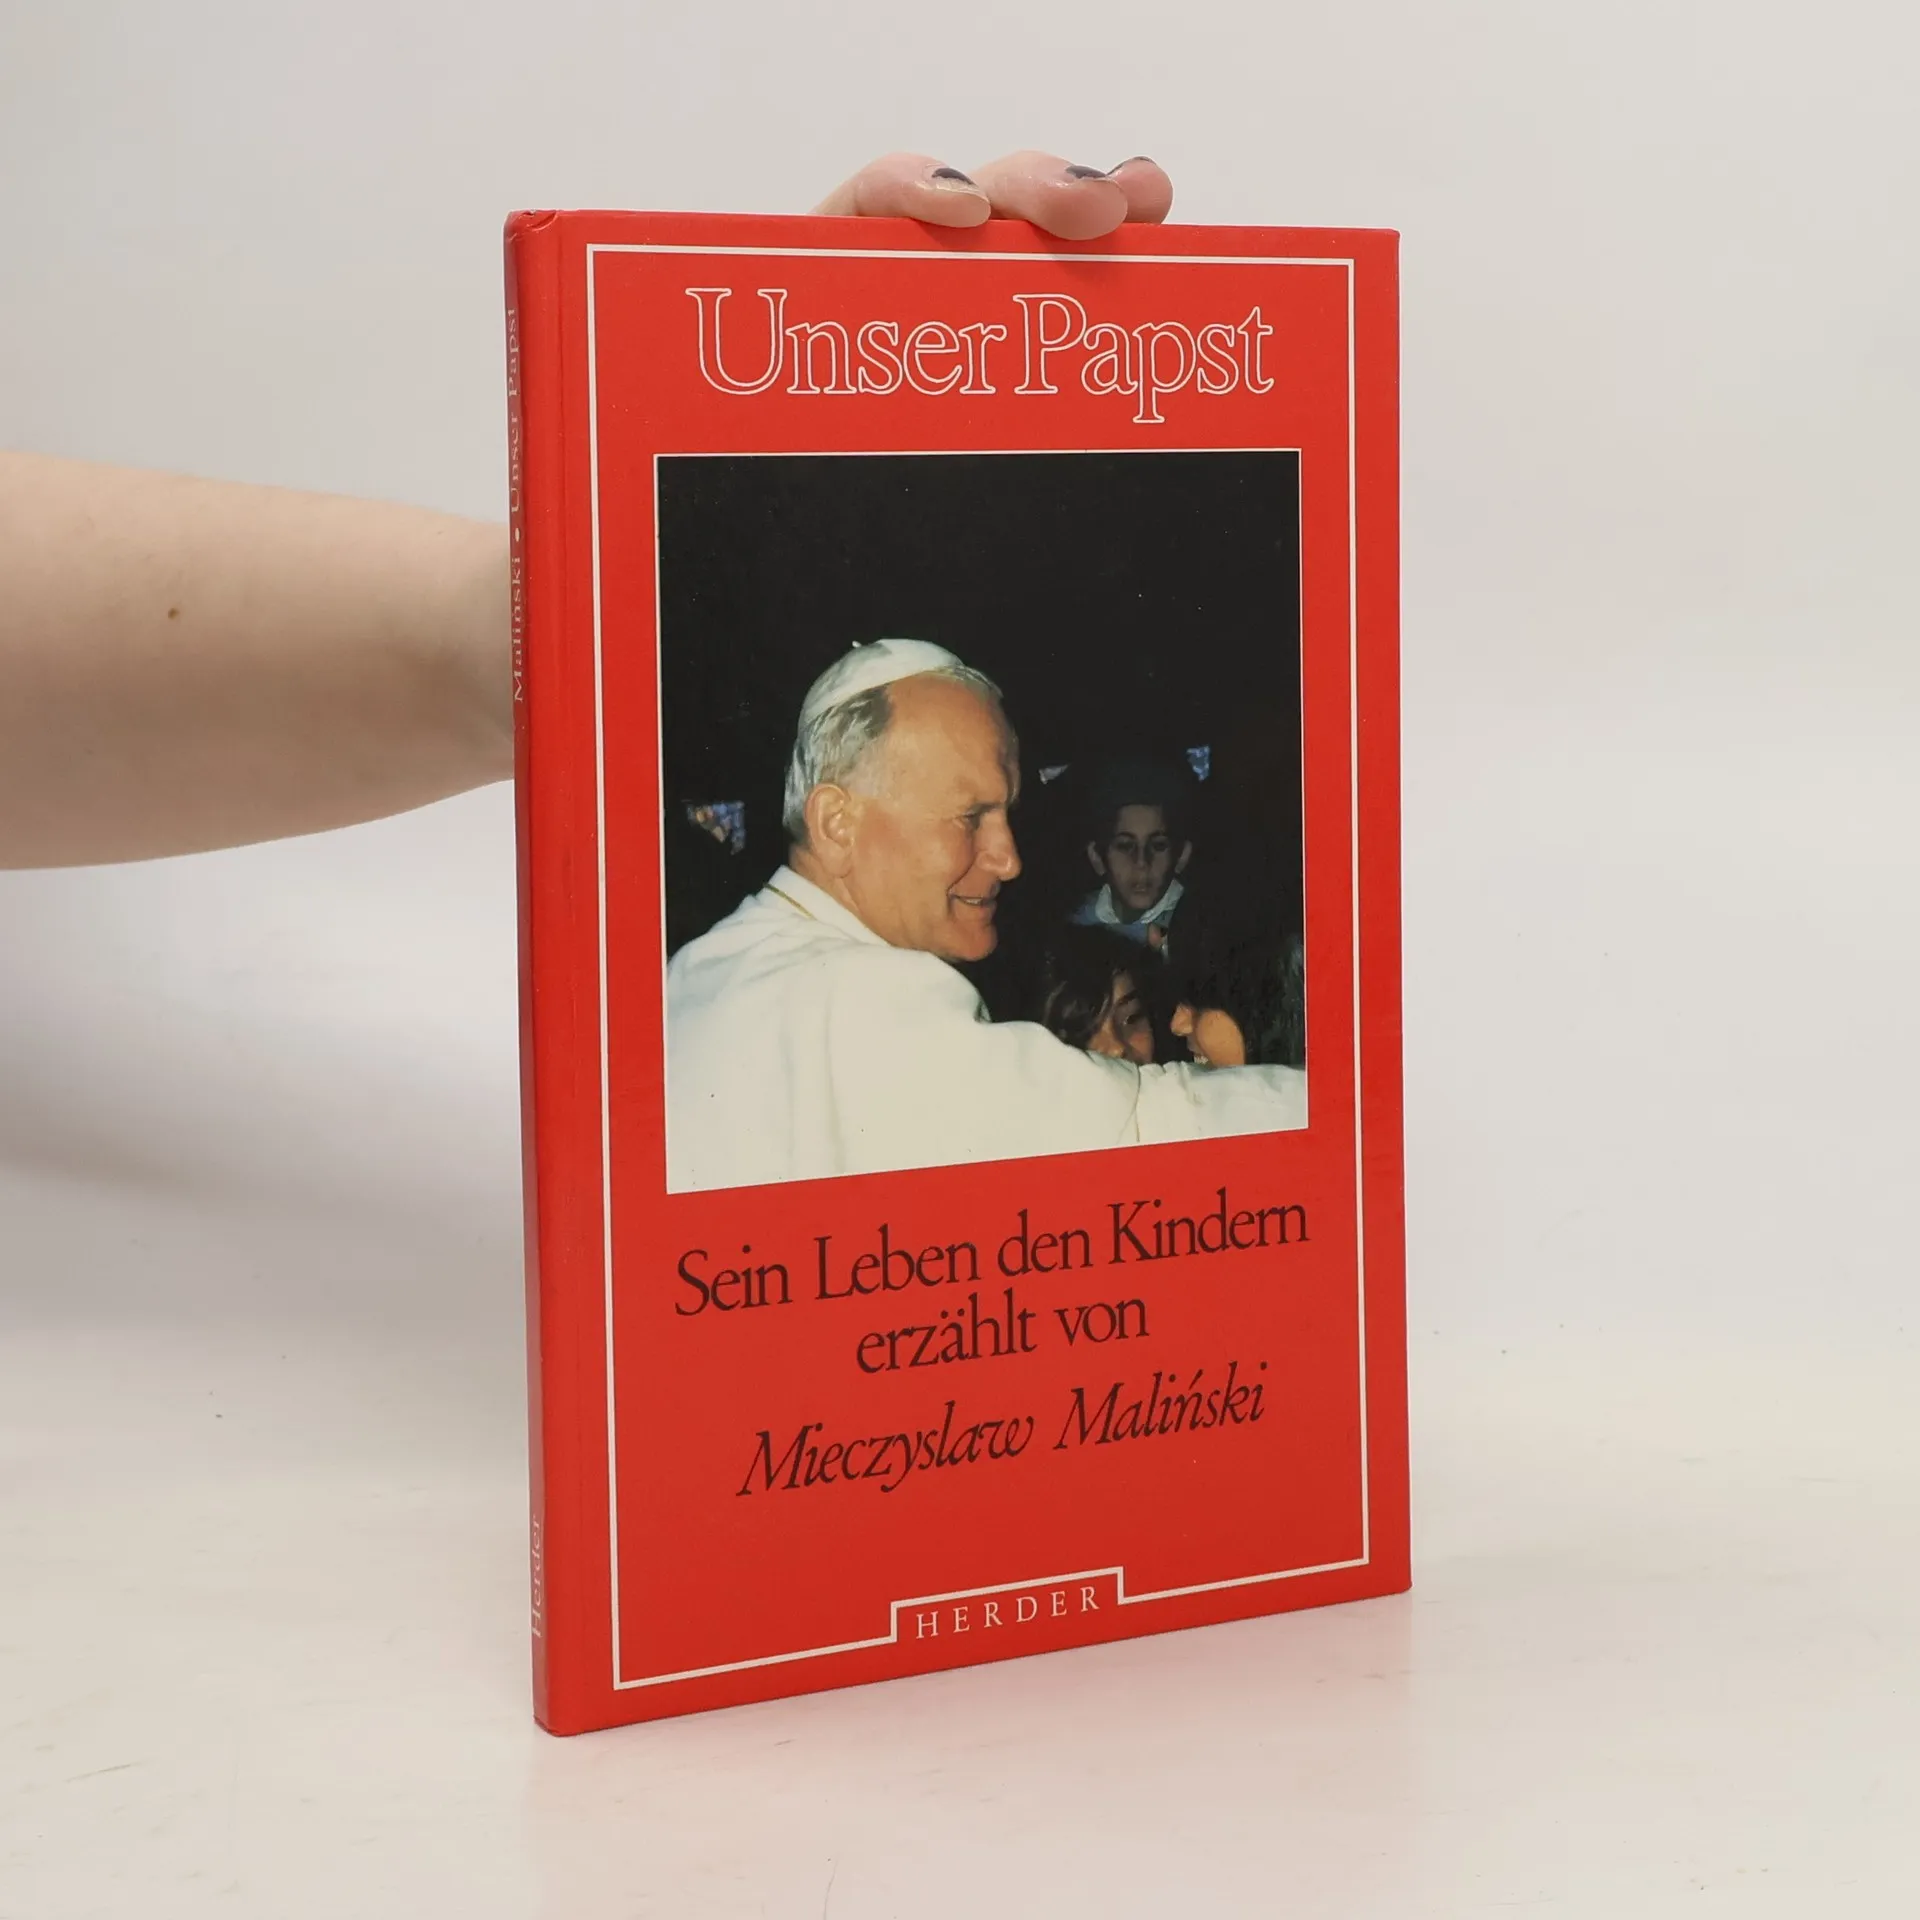 Unser Papst
Sein Leben den Kindern
erzählt von
Mieczyslaw Maliński
HERDER
Maliński • Unser Papst
Herder